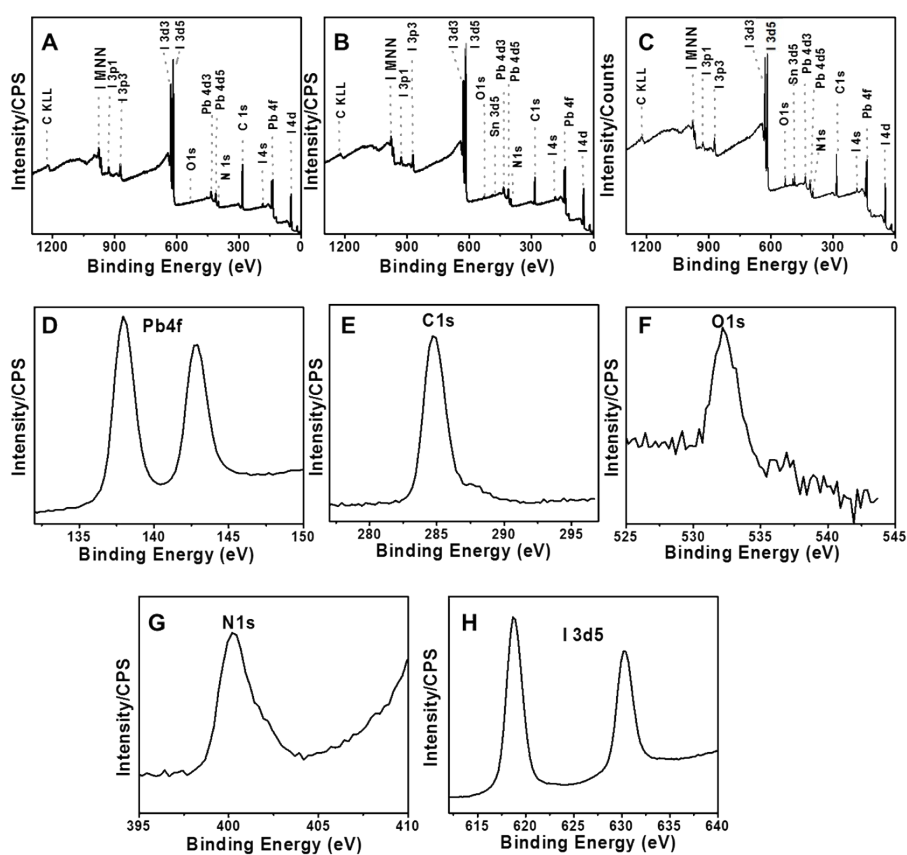 A
C KLL
I MNN
I 3p1
I 3p3
I 3d3
I 3d5
O1s
Pb 4d3
Pb 4d5
N 1s
C 1s
I 4s
Pb 4f
I 4d
Intensity/CPS
1200 900 600 300 0
Binding Energy (eV)
B
C KLL
I MNN
I 3p1
I 3p3
I 3d3
I 3d5
O1s
Sn 3d5
Pb 4d3
Pb 4d5
N1s
C1s
I4s
Pb 4f
I 4d
Intensity/CPS
1200 900 600 300 0
Binding Energy (eV)
C
C KLL
I MNN
I 3p1
I3p3
I 3d3
I 3d5
O1s
Sn 3d5
Pb 4d3
Pb 4d5
N1s
C1s
I 4s
Pb 4f
I 4d
Intensity/Counts
1200 900 600 300 0
Binding Energy (eV)
D
Pb4f
Intensity/CPS
135 140 145 150
Binding Energy (eV)
E
C1s
Intensity/CPS
280 285 290 295
Binding Energy (eV)
F
O1s
Intensity/CPS
525 530 535 540 545
Binding Energy (eV)
G
N1s
Intensity/CPS
395 400 405 410
Binding Energy (eV)
H
I 3d5
Intensity/CPS
615 620 625 630 635 640
Binding Energy (eV)